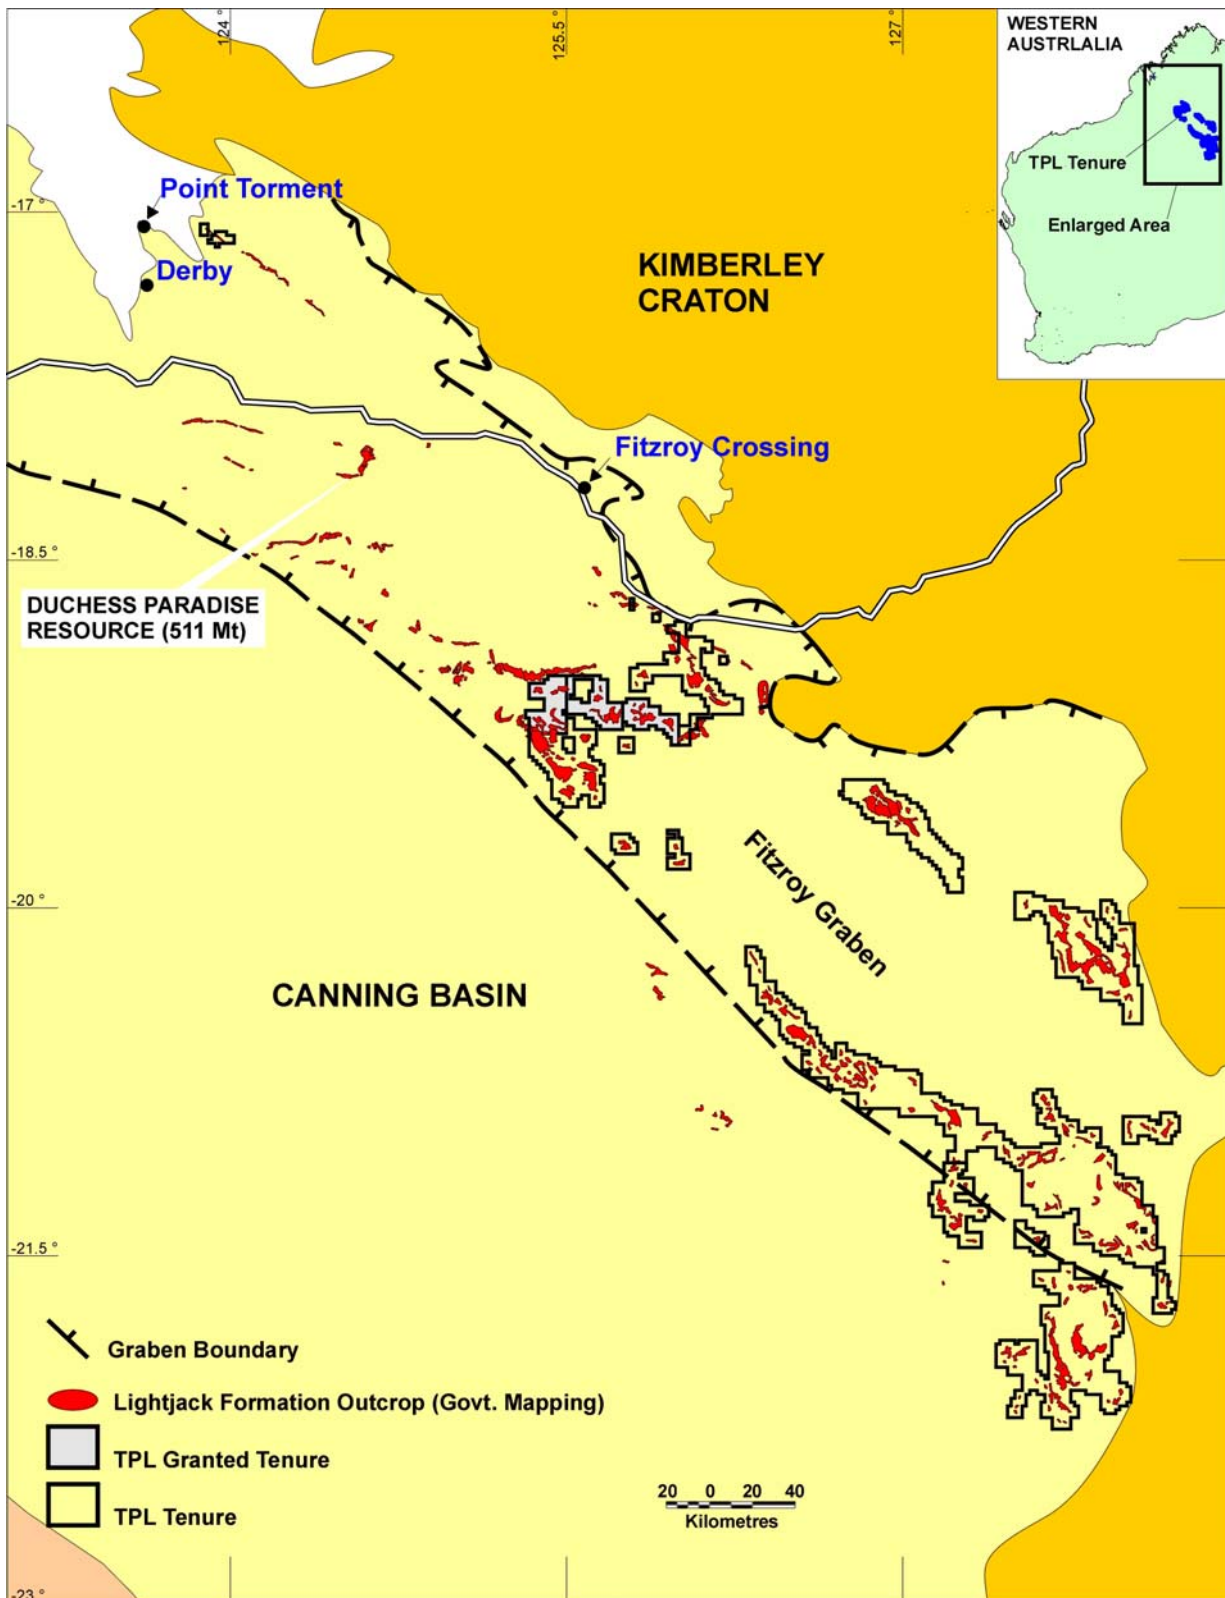 124 °
125.5 °
127 °
WESTERN
AUSTRLALIA
TPL Tenure
Enlarged Area
Point Torment
-17 °
Derby
KIMBERLEY
CRATON
Fitzroy Crossing
-18.5 °
DUCHESS PARADISE
RESOURCE (511 Mt)
Fitzroy Graben
-20 °
CANNING BASIN
-21.5 °
Graben Boundary
Lightjack Formation Outcrop (Govt. Mapping)
TPL Granted Tenure
TPL Tenure
20 0 20 40
Kilometres
-23 °